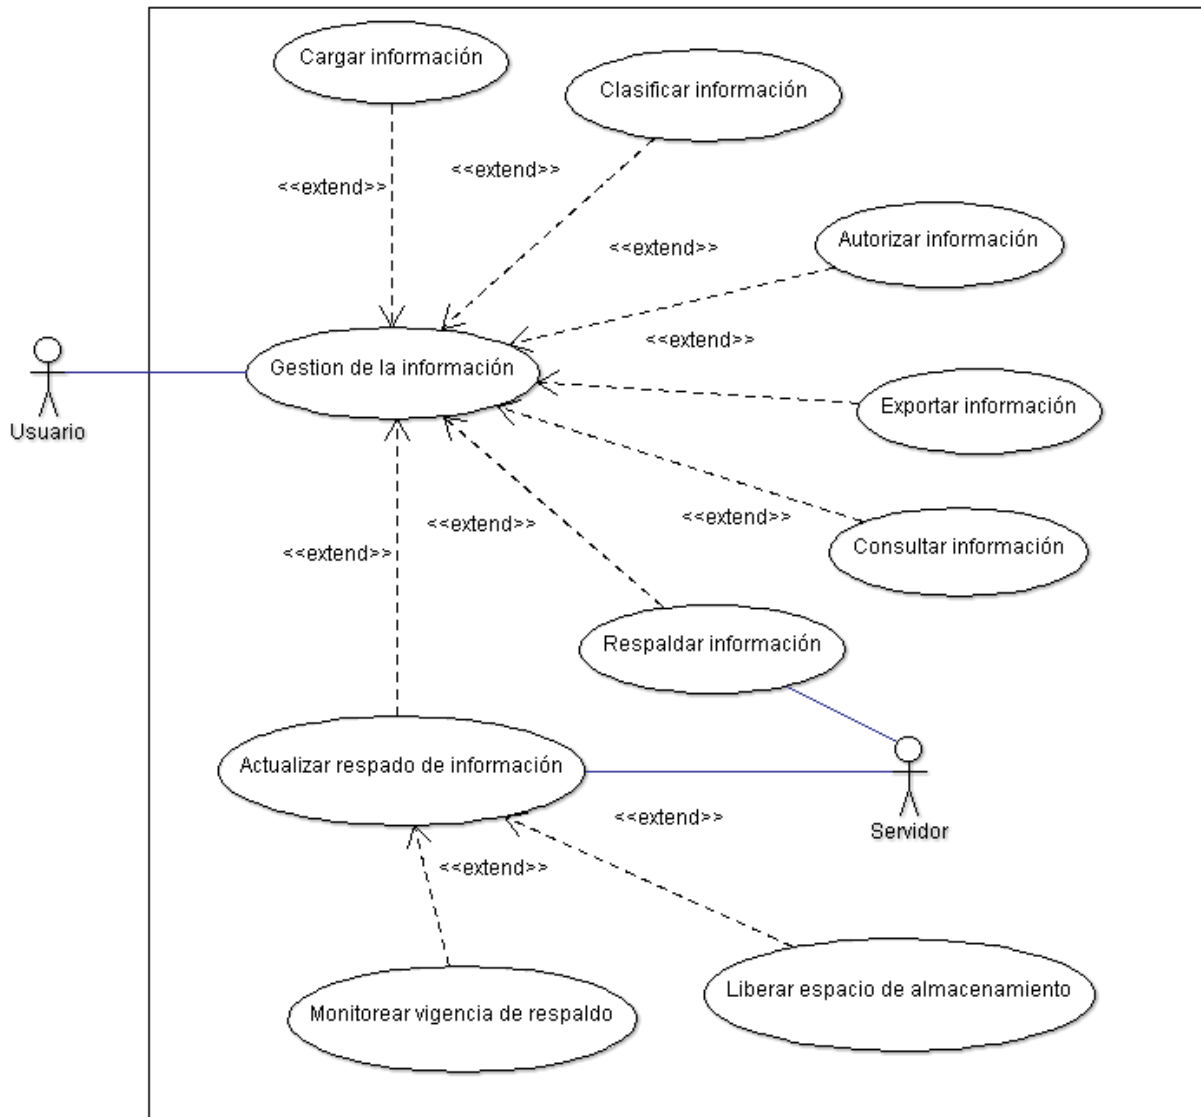 Cargar información
Clasificar información
<<extend>>
<<extend>>
Autorizar información
<<extend>>
<<extend>>
Gestion de la información
Exportar información
Usuario
<<extend>>
<<extend>>
<<extend>>
Consultar información
Respaldar información
Actualizar respado de información
<<extend>>
Servidor
<<extend>>
Liberar espacio de almacenamiento
Monitorear vigencia de respaldo